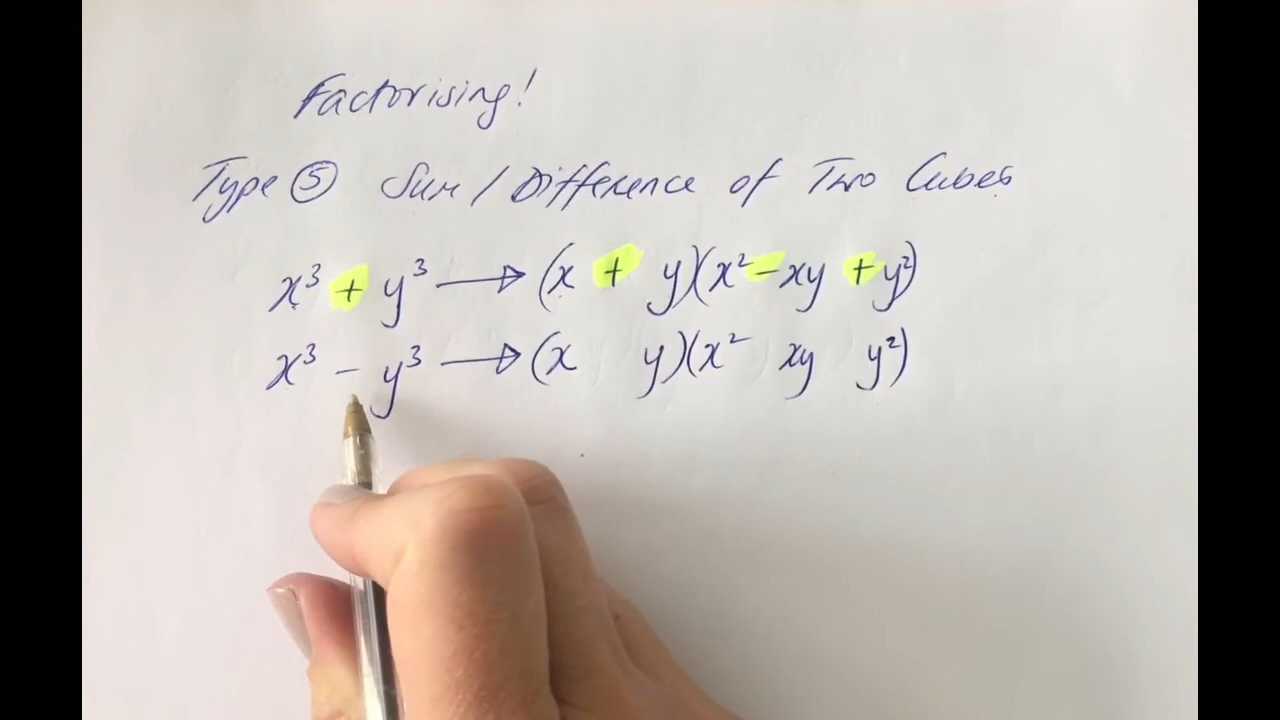 Factorising!
Type ⑤ Sum / Difference of Two Cubes
x³ + y³ → (x + y)(x² - xy + y²)
x³ - y³ → (x y)(x² xy y²)